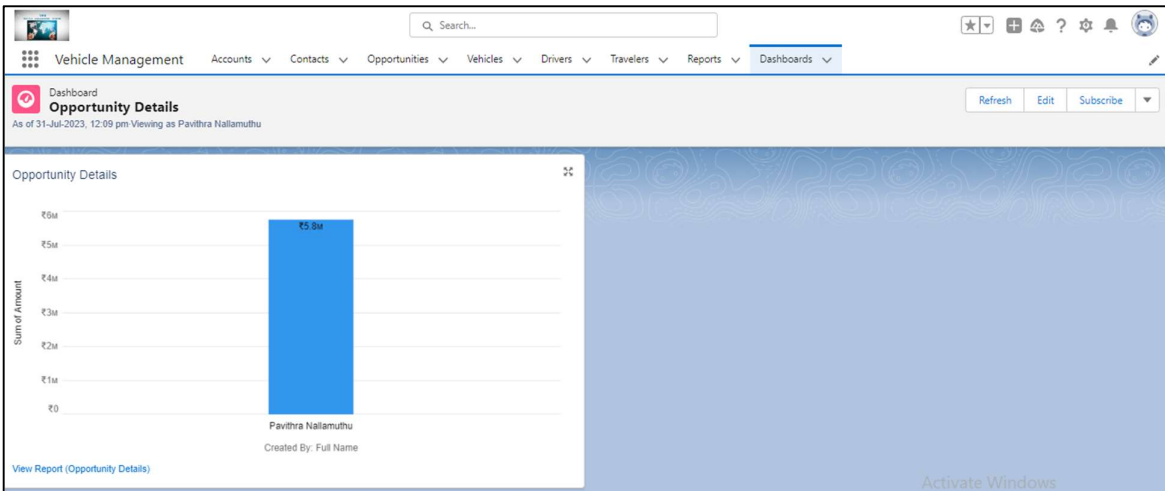 Search...
Vehicle Management Accounts Contacts Opportunities Vehicles Drivers Travelers Reports Dashboards
Dashboard
Opportunity Details
As of 31-Jul-2023, 12:09 pm·Viewing as Pavithra Nallamuthu
Refresh Edit Subscribe
Opportunity Details
₹6M
₹5.8M
₹5M
₹4M
₹3M
₹2M
₹1M
₹0
Sum of Amount
Pavithra Nallamuthu
Created By: Full Name
View Report (Opportunity Details)
Activate Windows